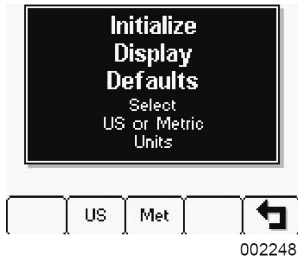 Initialize
Display
Defaults
Select
US or Metric
Units
US Met
002248